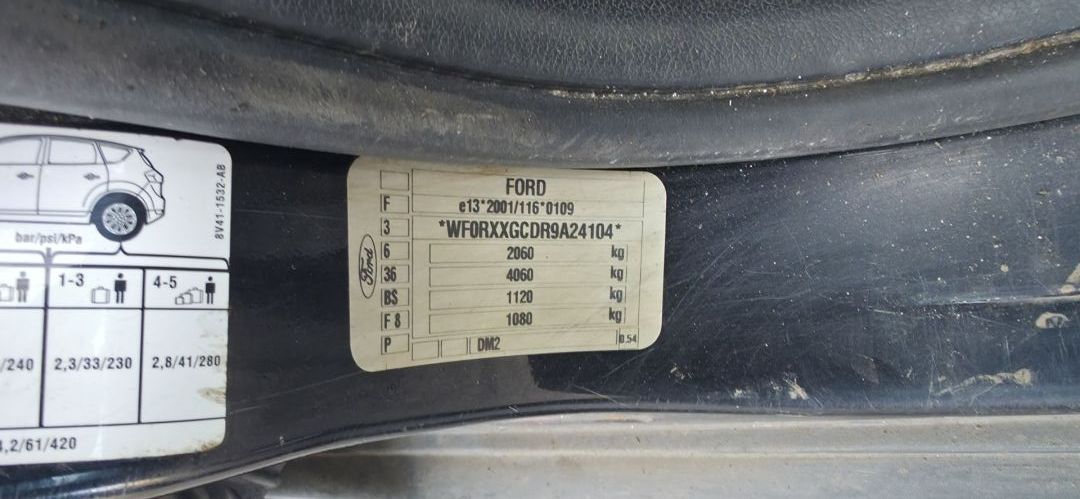 8V41-1532-AB
bar/psi/kPa
1-3
4-5
/240
2,3/33/230
2,8/41/280
,2/61/420
Ford
FORD
F
e13*2001/116*0109
3
*WF0RXXGCDR9A24104*
6
2060 kg
36
4060 kg
BS
1120 kg
F 8
1080 kg
P
DM2
0.54